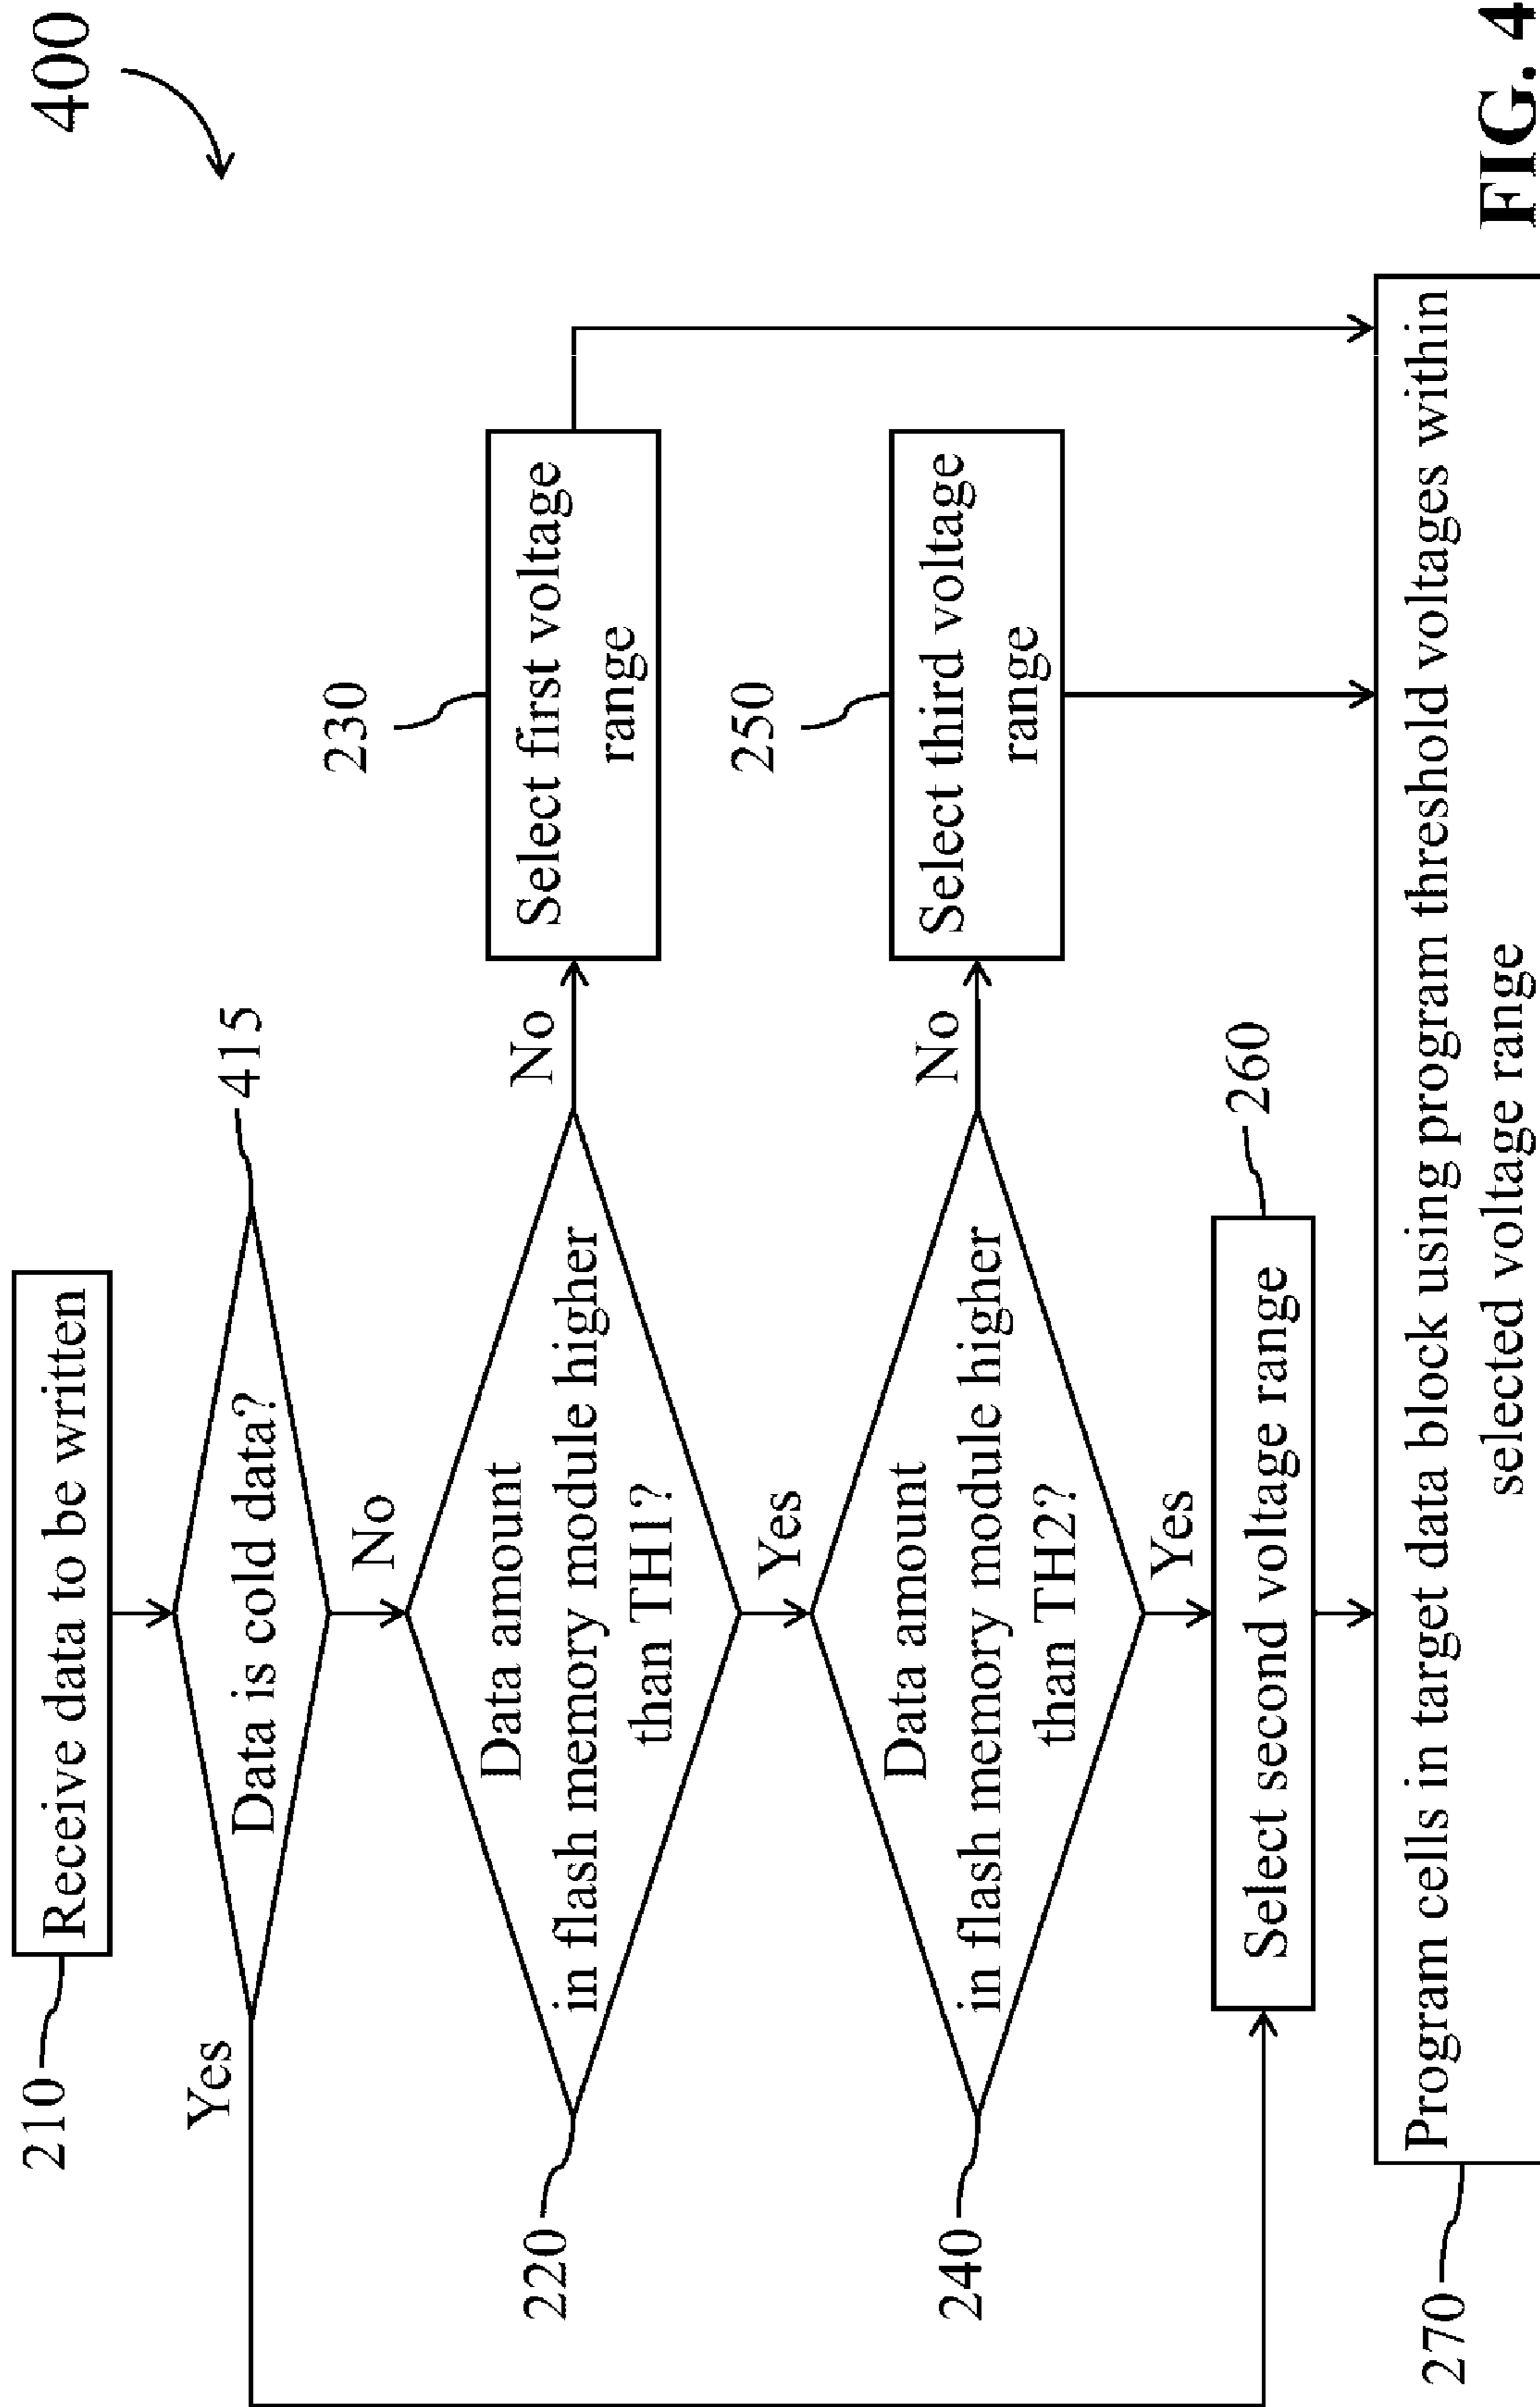 400
210
Receive data to be written
Yes
Data is cold data?
415
No
220
Data amount
in flash memory module higher
than TH1?
No
230
Select first voltage
range
Yes
240
Data amount
in flash memory module higher
than TH2?
No
250
Select third voltage
range
Yes
Select second voltage range
260
270
Program cells in target data block using program threshold voltages within
selected voltage range
FIG. 4